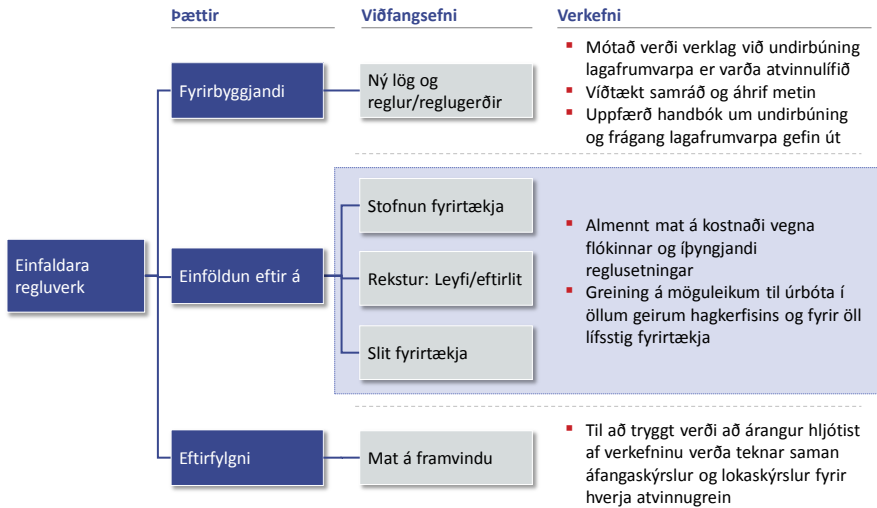 Þættir
Viðfangsefni
Verkefni
Einfaldara
regluverk
Fyrirbyggjandi
Ný lög og
reglur/reglugerðir
Mótað verði verklag við undirbúning
lagafrumvarpa er varða atvinnulífið
Víðtækt samráð og áhrif metin
Uppfærð handbók um undirbúning
og frágang lagafrumvarpa gefin út
Einföldun eftir á
Stofnun fyrirtækja
Rekstur: Leyfi/eftirlit
Slit fyrirtækja
Almennt mat á kostnaði vegna
flókinnar og íþyngjandi
reglusetningar
Greining á möguleikum til úrbóta í
öllum geirum hagkerfisins og fyrir öll
lífsstig fyrirtækja
Eftirfylgni
Mat á framvindu
Til að tryggt verði að árangur hljótist
af verkefninu verða teknar saman
áfangaskýrslur og lokaskýrslur fyrir
hverja atvinnugrein